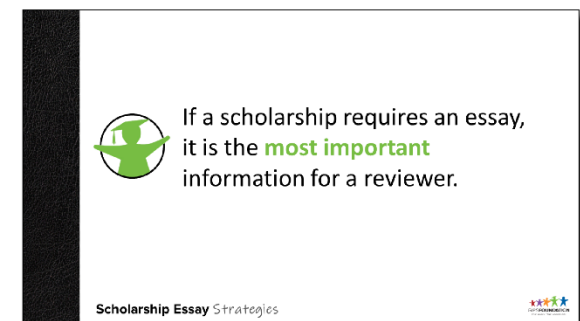 If a scholarship requires an essay,
it is the most important
information for a reviewer.
Scholarship Essay Strategies